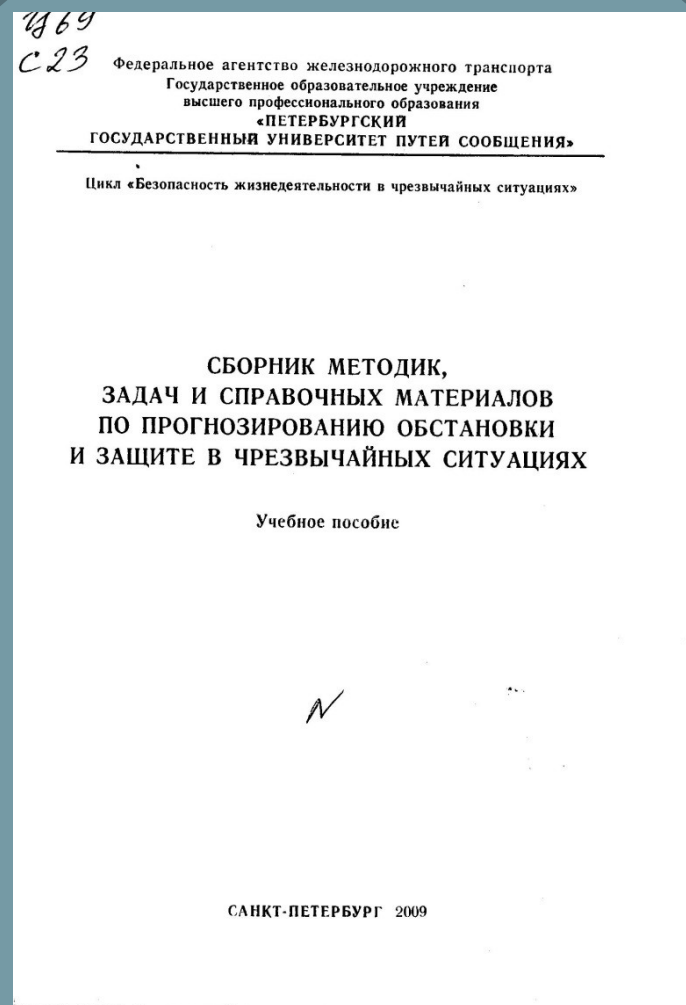 Ц69
С23
Федеральное агентство железнодорожного транспорта
Государственное образовательное учреждение
высшего профессионального образования
«ПЕТЕРБУРГСКИЙ
ГОСУДАРСТВЕННЫЙ УНИВЕРСИТЕТ ПУТЕЙ СООБЩЕНИЯ»
Цикл «Безопасность жизнедеятельности в чрезвычайных ситуациях»
СБОРНИК МЕТОДИК,
ЗАДАЧ И СПРАВОЧНЫХ МАТЕРИАЛОВ
ПО ПРОГНОЗИРОВАНИЮ ОБСТАНОВКИ
И ЗАЩИТЕ В ЧРЕЗВЫЧАЙНЫХ СИТУАЦИЯХ
Учебное пособие
N
САНКТ-ПЕТЕРБУРГ 2009